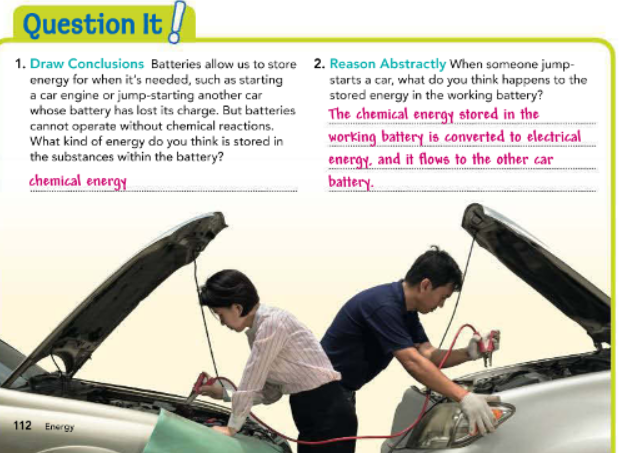 Question It!
1. Draw Conclusions Batteries allow us to store
energy for when it's needed, such as starting
a car engine or jump-starting another car
whose battery has lost its charge. But batteries
cannot operate without chemical reactions.
What kind of energy do you think is stored in
the substances within the battery?
chemical energy
2. Reason Abstractly When someone jump-
starts a car, what do you think happens to the
stored energy in the working battery?
The chemical energy stored in the
working battery is converted to electrical
energy, and it flows to the other car
battery.
112 Energy